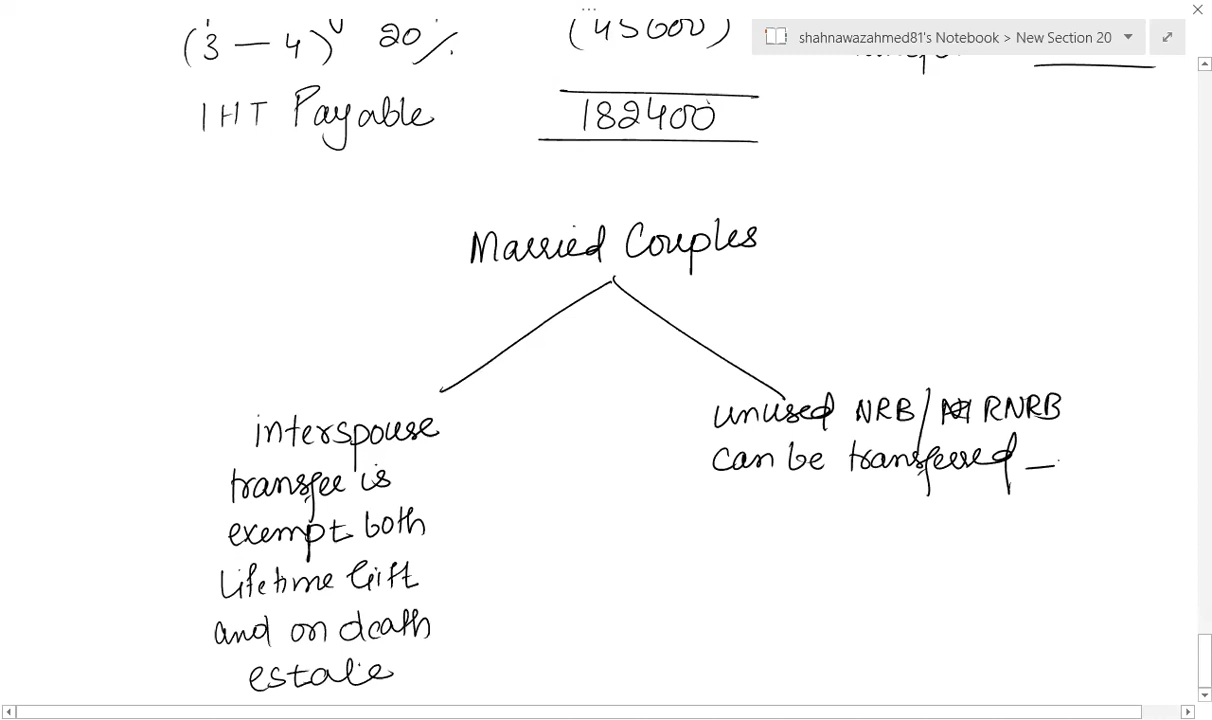 (3 – 4) 20%
(45600)
shahnawazahmed81's Notebook > New Section 20
IHT Payable 182400
Married Couples
interspouse
transfer is
exempt both
Lifetime Gift
and on death
estate
unused NRB/ RNRB
can be transferred –